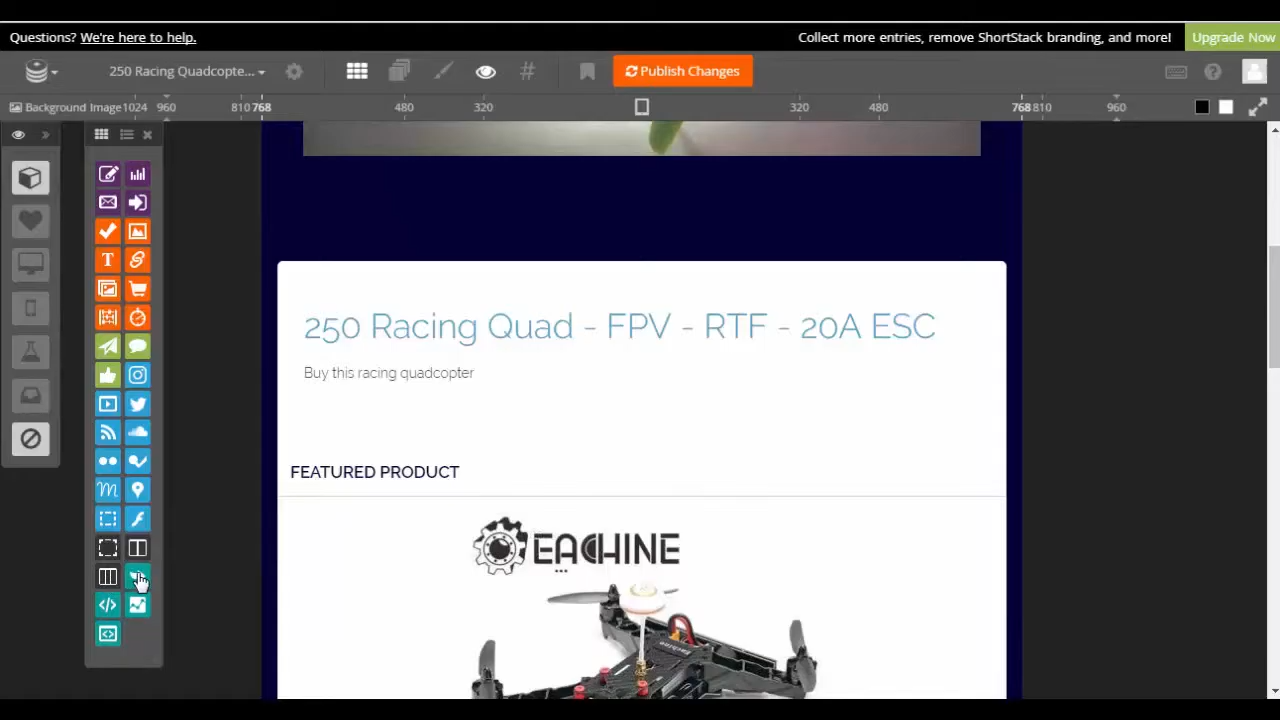 Questions? We're here to help.
Collect more entries, remove ShortStack branding, and more!
Upgrade Now
250 Racing Quadcopte...
#
Publish Changes
?
Background Image
1024 960 810 768 480 320 320 480 768 810 960
T
250 Racing Quad - FPV - RTF - 20A ESC
Buy this racing quadcopter
FEATURED PRODUCT
EACHINE